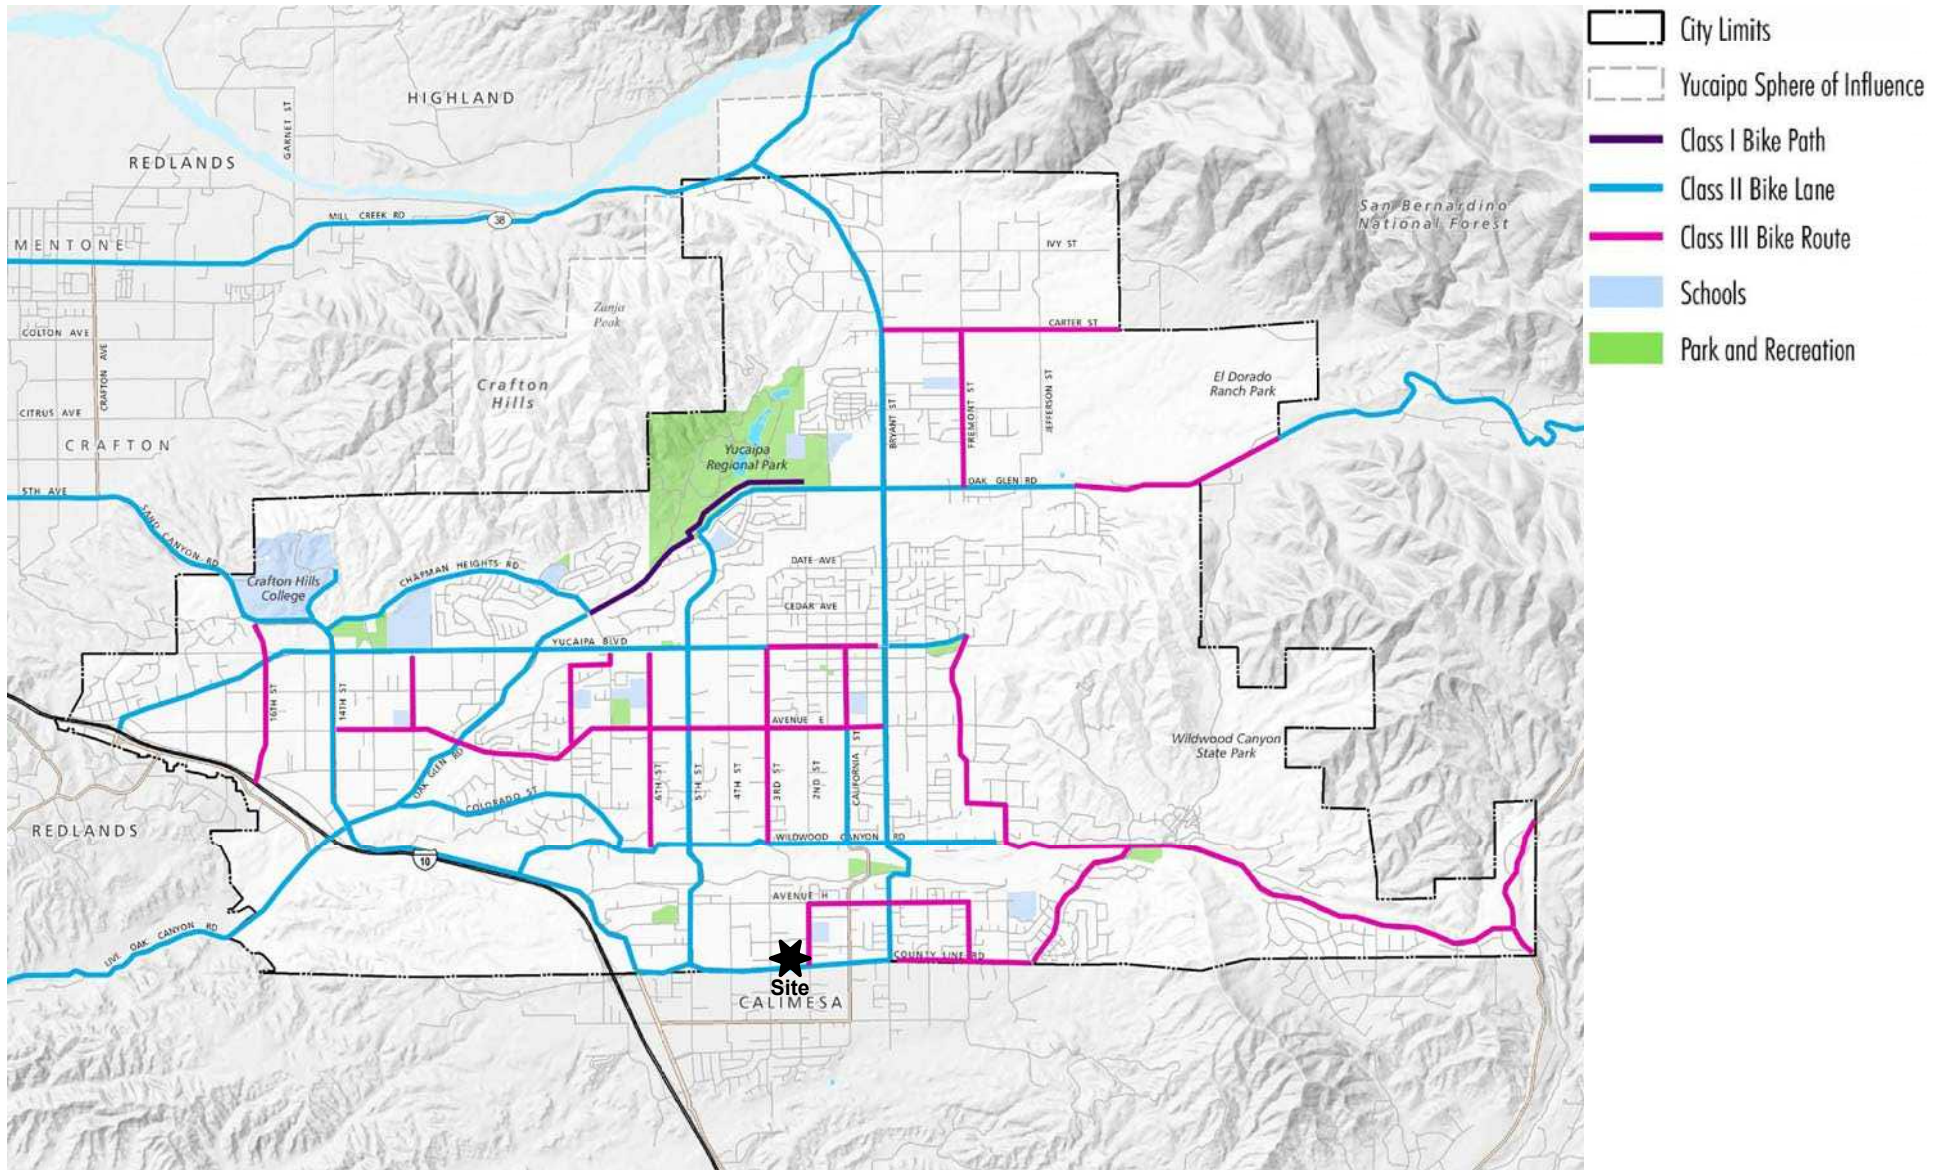 HIGHLAND
GARNET ST
REDLANDS
MILL CREEK RD
38
MENTONE
San Bernardino
National Forest
IVY ST
Zanja
Peak
COLTON AVE
CARTER ST
CRAFTON AVE
Crafton
Hills
El Dorado
Ranch Park
CITRUS AVE
FREMONT ST
JEFFERSON ST
BRYANT ST
CRAFTON
Yucaipa
Regional Park
5TH AVE
OAK GLEN RD
SAND CANYON RD
DATE AVE
CHAPMAN HEIGHTS RD
Crafton Hills
College
CEDAR AVE
YUCAIPA BLVD
16TH ST
14TH ST
AVENUE E
Wildwood Canyon
State Park
OAK GLEN RD
6TH ST
5TH ST
4TH ST
3RD ST
2ND ST
CALIFORNIA ST
COLORADO ST
REDLANDS
WILDWOOD CANYON RD
10
AVENUE H
LIVE OAK CANYON RD
COUNTY LINE RD
Site
CALIMESA
City Limits
Yucaipa Sphere of Influence
Class I Bike Path
Class II Bike Lane
Class III Bike Route
Schools
Park and Recreation